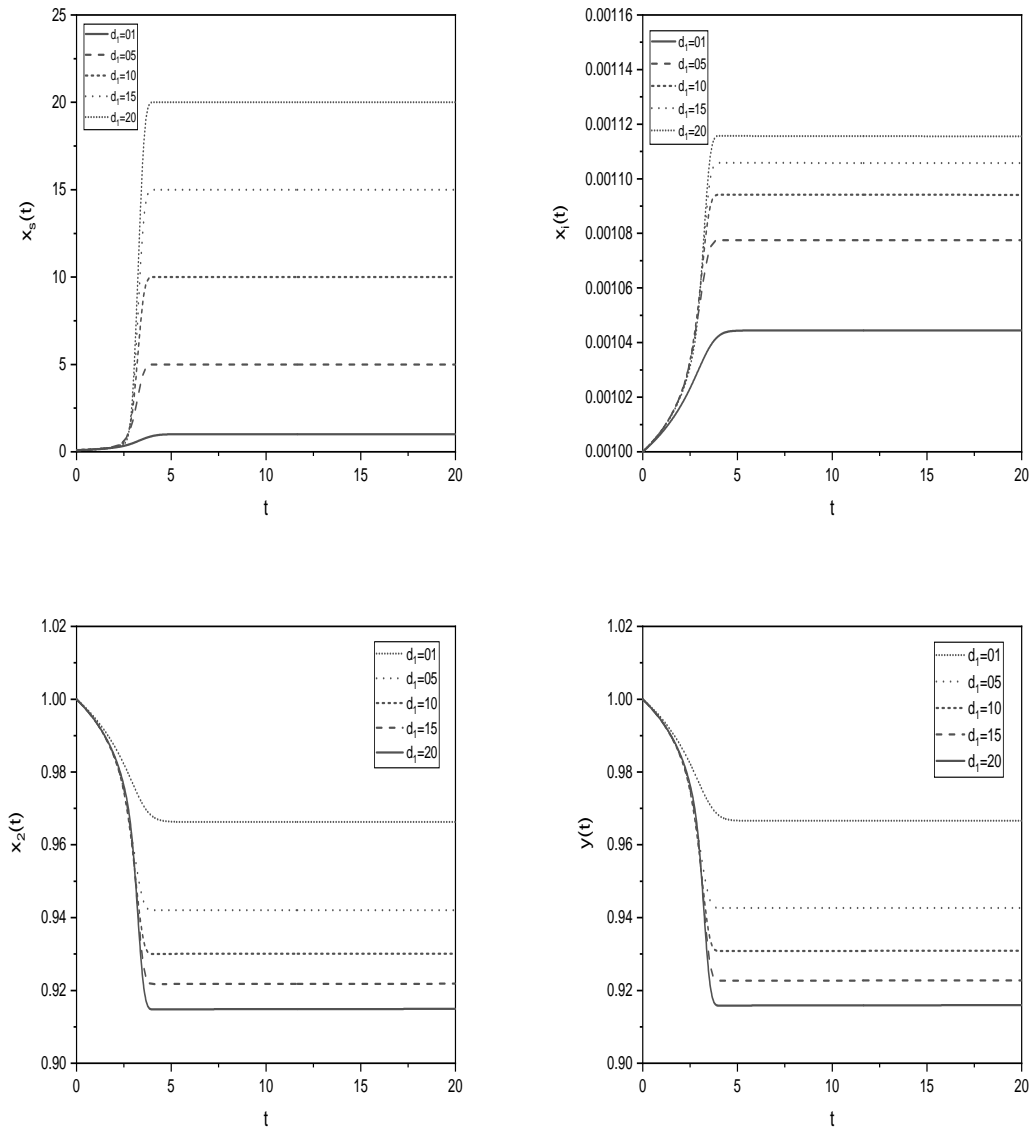 25
20
15
10
5
0
x_s(t)
d_1=01
d_1=05
d_1=10
d_1=15
d_1=20
0 5 10 15 20
t
0.00116
0.00114
0.00112
0.00110
0.00108
0.00106
0.00104
0.00102
0.00100
x_i(t)
d_1=01
d_1=05
d_1=10
d_1=15
d_1=20
0 5 10 15 20
t
1.02
1.00
0.98
0.96
0.94
0.92
0.90
x_2(t)
d_1=01
d_1=05
d_1=10
d_1=15
d_1=20
0 5 10 15 20
t
1.02
1.00
0.98
0.96
0.94
0.92
0.90
y(t)
d_1=01
d_1=05
d_1=10
d_1=15
d_1=20
0 5 10 15 20
t